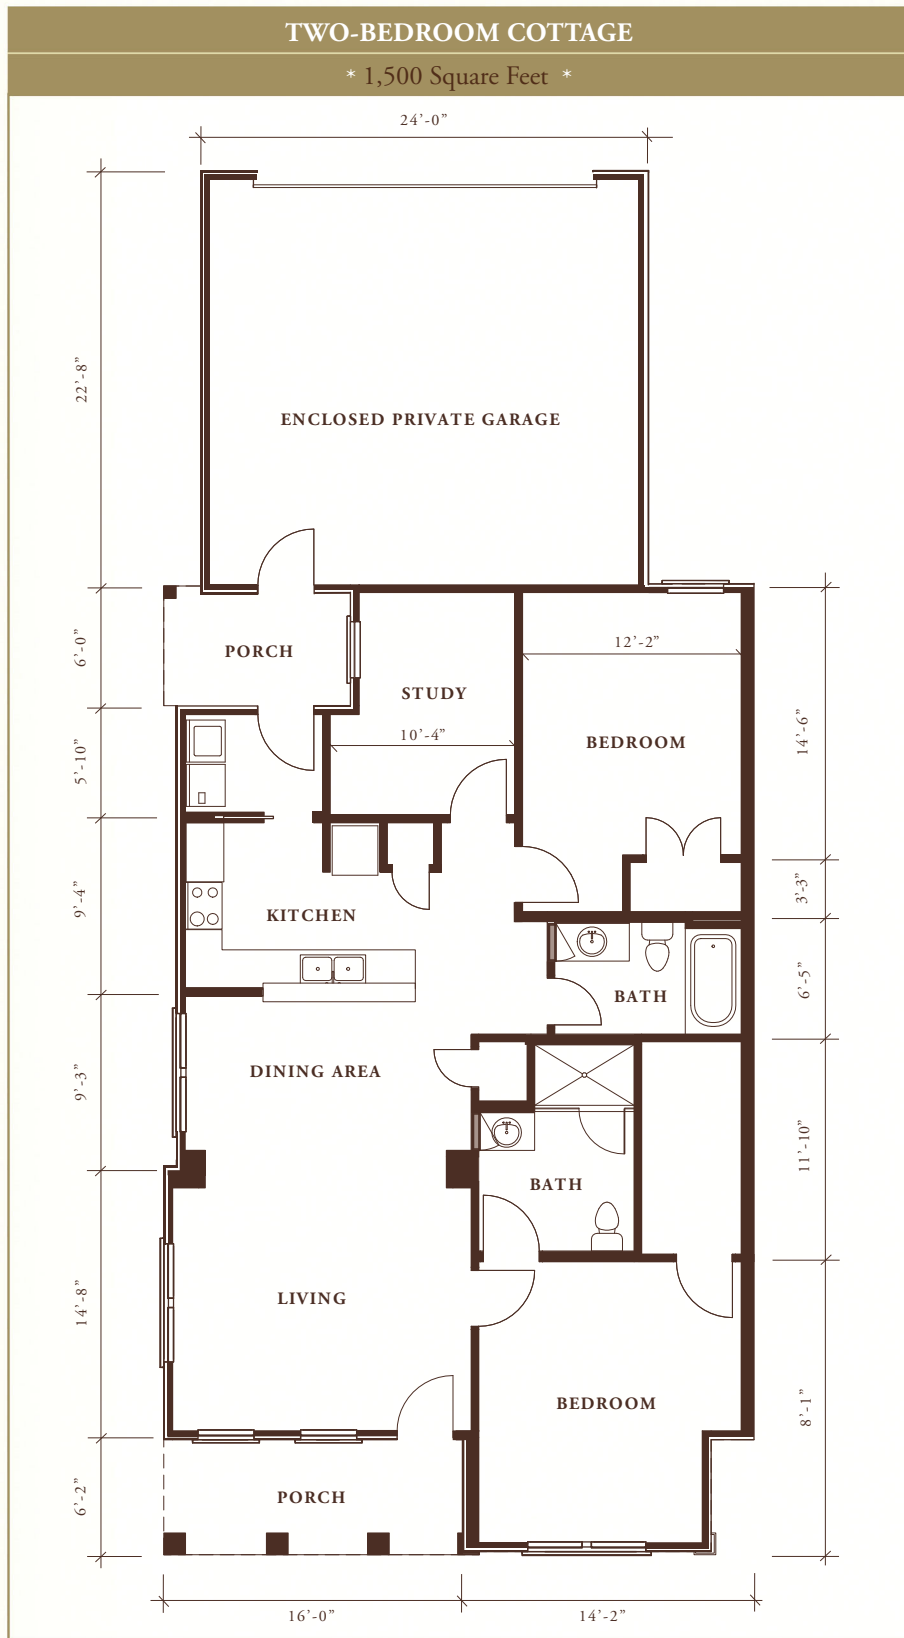 TWO-BEDROOM COTTAGE
* 1,500 Square Feet *
24’-0”
22’-8”
ENCLOSED PRIVATE GARAGE
6’-0”
PORCH
12’-2”
STUDY
10’-4”
BEDROOM
14’-6”
5’-10”
9’-4”
KITCHEN
3’-3”
6’-5”
BATH
9’-3”
DINING AREA
11’-10”
BATH
14’-8”
LIVING
BEDROOM
8’-1”
6’-2”
PORCH
16’-0”
14’-2”